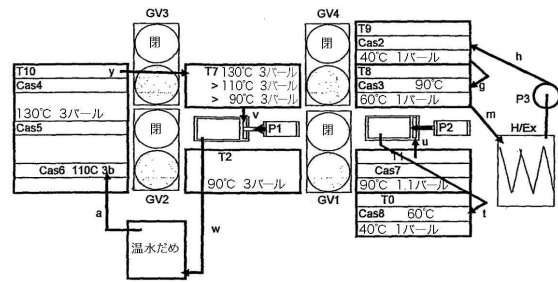 GV3
GV4
T10
Cas4
130℃ 3バール
Cas5
Cas6 110C 3b
y
閉
T7 130℃ 3バール
> 110℃ 3バール
> 90℃ 3バール
v
閉
P1
T2
90℃ 3バール
GV2
a
温水だめ
w
閉
閉
GV1
T9
Cas2
40℃ 1バール
T8
Cas3 90℃
60℃ 1バール
h
g
P3
m
H/Ex
P2
u
T1
Cas7
90℃ 1.1バール
T0
Cas8 60℃
40℃ 1バール
t